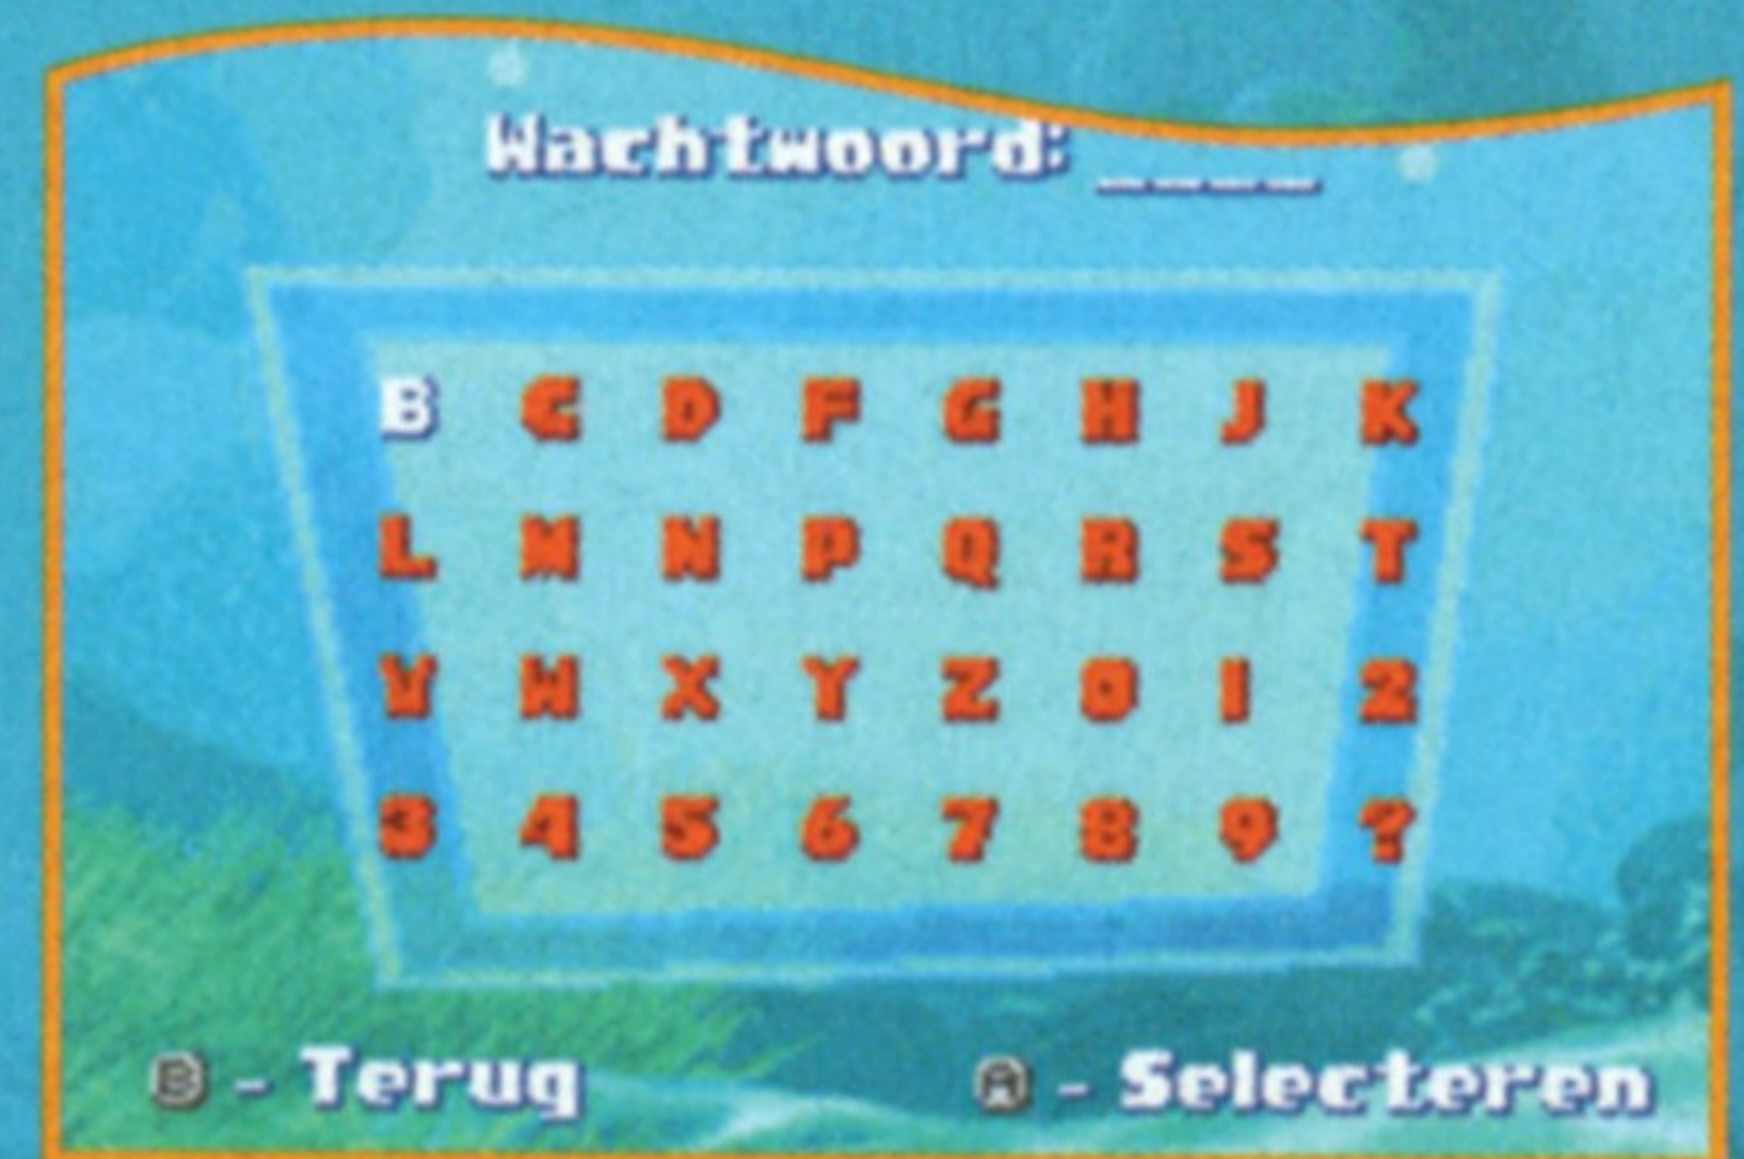 Wachtwoord: ____
B C D F G H J K
L M N P Q R S T
V W X Y Z 0 1 2
3 4 5 6 7 8 9 ?
B - Terug A - Selecteren